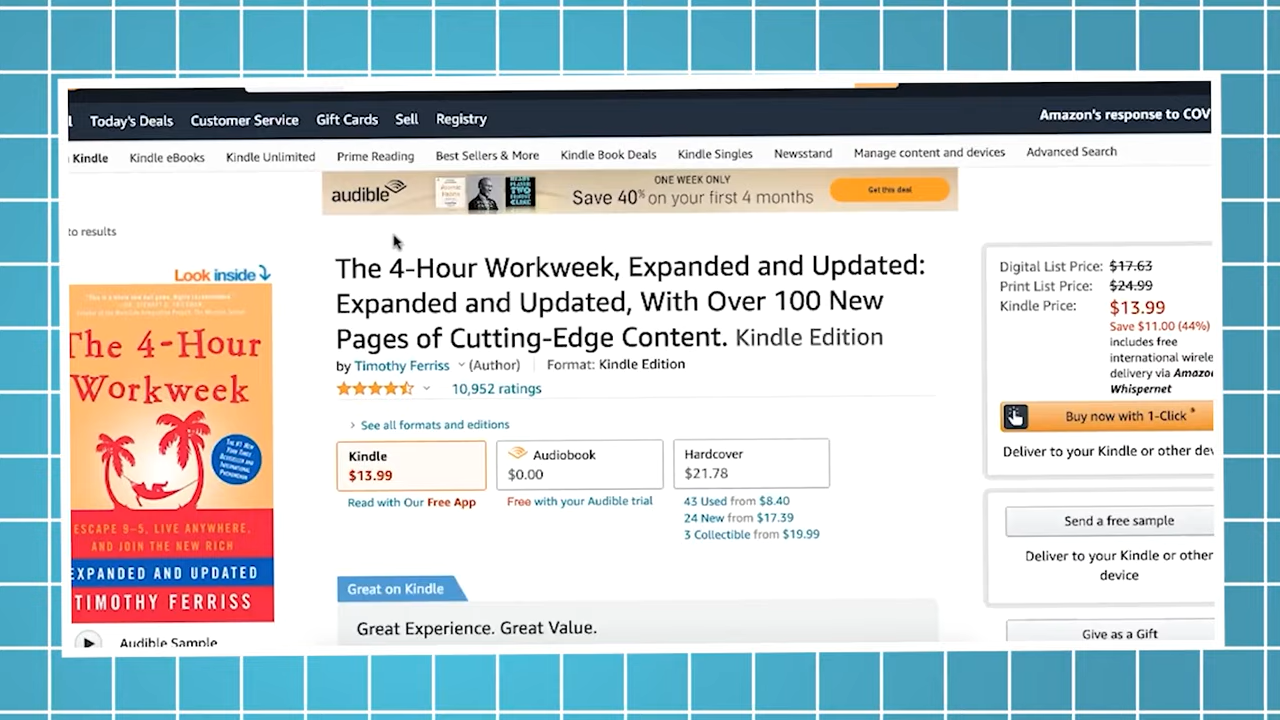 Today's Deals Customer Service Gift Cards Sell Registry
Amazon's response to COV
Kindle Kindle eBooks Kindle Unlimited Prime Reading Best Sellers & More Kindle Book Deals Kindle Singles Newsstand Manage content and devices Advanced Search
audible
ONE WEEK ONLY
Save 40% on your first 4 months
Get this deal
to results
Look inside
The 4-Hour
Workweek
ESCAPE 9-5, LIVE ANYWHERE,
AND JOIN THE NEW RICH
EXPANDED AND UPDATED
TIMOTHY FERRISS
Audible Sample
The 4-Hour Workweek, Expanded and Updated:
Expanded and Updated, With Over 100 New
Pages of Cutting-Edge Content. Kindle Edition
by Timothy Ferriss (Author) Format: Kindle Edition
10,952 ratings
See all formats and editions
Kindle
$13.99
Read with Our Free App
Audiobook
$0.00
Free with your Audible trial
Hardcover
$21.78
43 Used from $8.40
24 New from $17.39
3 Collectible from $19.99
Great on Kindle
Great Experience. Great Value.
Digital List Price: $17.63
Print List Price: $24.99
Kindle Price: $13.99
Save $11.00 (44%)
includes free
international wirele
delivery via Amazo
Whispernet
Buy now with 1-Click ®
Deliver to your Kindle or other dev
Send a free sample
Deliver to your Kindle or other
device
Give as a Gift